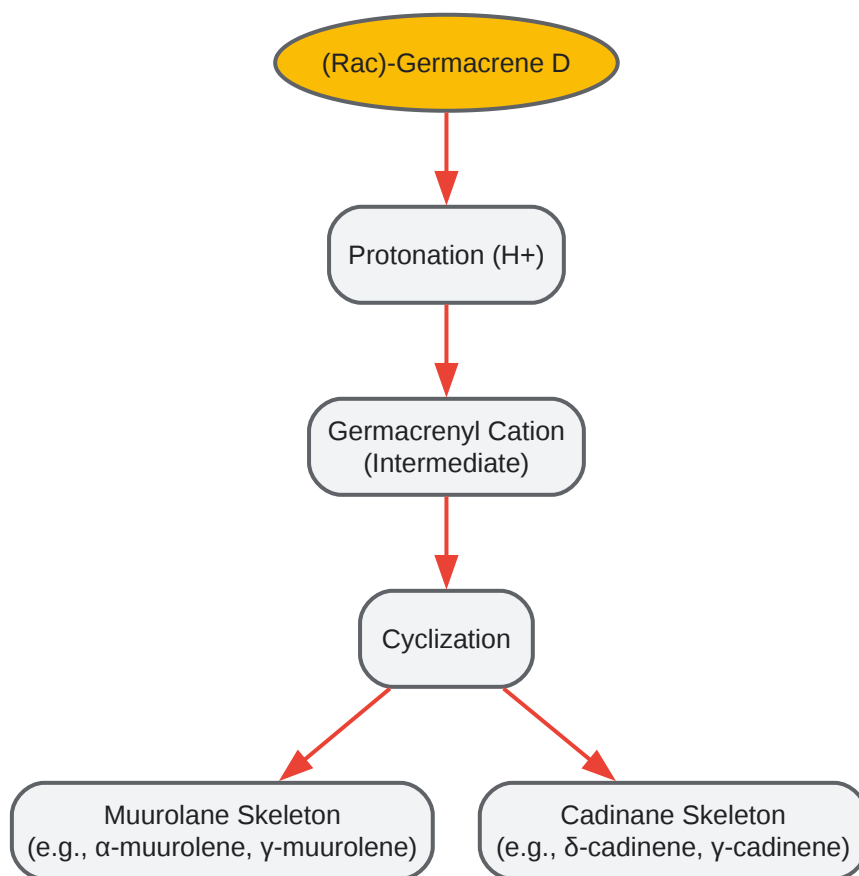 (Rac)-Germacrene D
Protonation (H+)
Germacrenyl Cation
(Intermediate)
Cyclization
Muurolane Skeleton
(e.g., α-muurolene, γ-muurolene)
Cadinane Skeleton
(e.g., δ-cadinene, γ-cadinene)